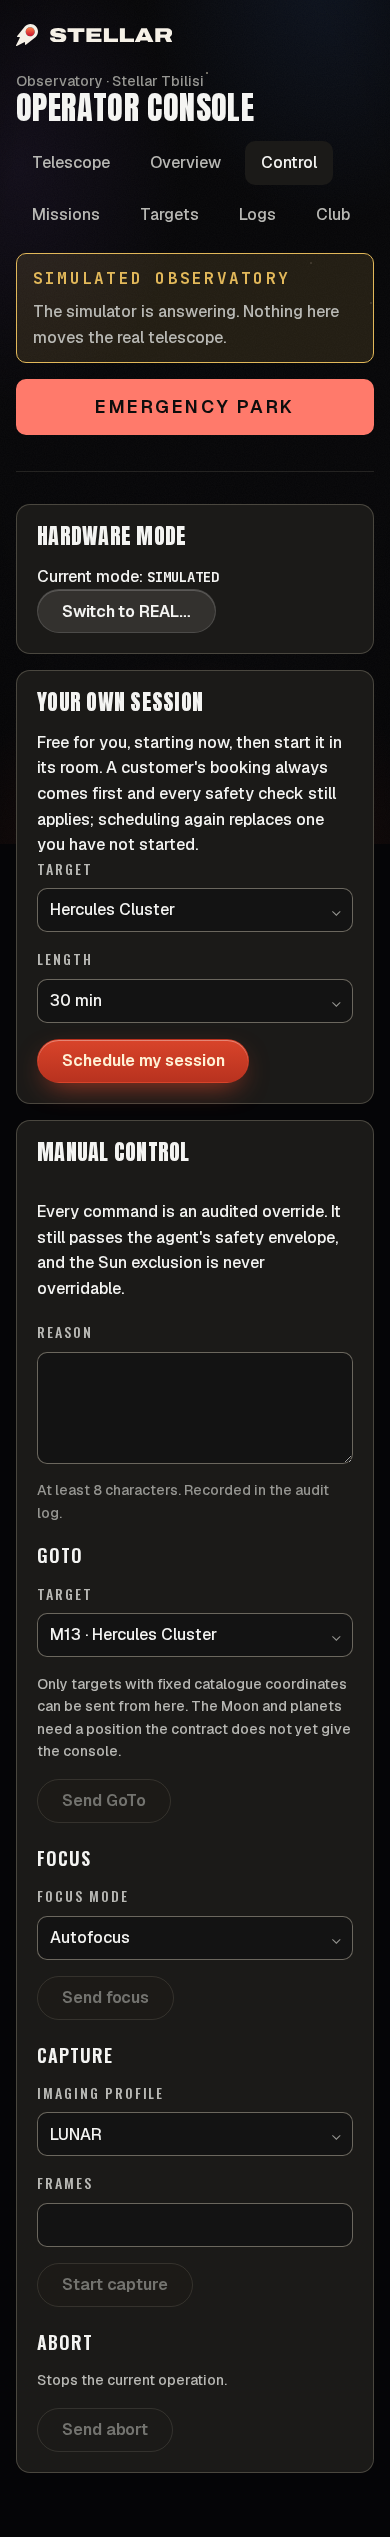 STELLAR
Observatory · Stellar Tbilisi
OPERATOR CONSOLE
Telescope Overview Control
Missions Targets Logs Club
SIMULATED OBSERVATORY
The simulator is answering. Nothing here
moves the real telescope.
EMERGENCY PARK
HARDWARE MODE
Current mode: SIMULATED
Switch to REAL...
YOUR OWN SESSION
Free for you, starting now, then start it in
its room. A customer's booking always
comes first and every safety check still
applies; scheduling again replaces one
you have not started.
TARGET
Hercules Cluster
LENGTH
30 min
Schedule my session
MANUAL CONTROL
Every command is an audited override. It
still passes the agent's safety envelope,
and the Sun exclusion is never
overridable.
REASON
At least 8 characters. Recorded in the audit
log.
GOTO
TARGET
M13 · Hercules Cluster
Only targets with fixed catalogue coordinates
can be sent from here. The Moon and planets
need a position the contract does not yet give
the console.
Send GoTo
FOCUS
FOCUS MODE
Autofocus
Send focus
CAPTURE
IMAGING PROFILE
LUNAR
FRAMES
Start capture
ABORT
Stops the current operation.
Send abort